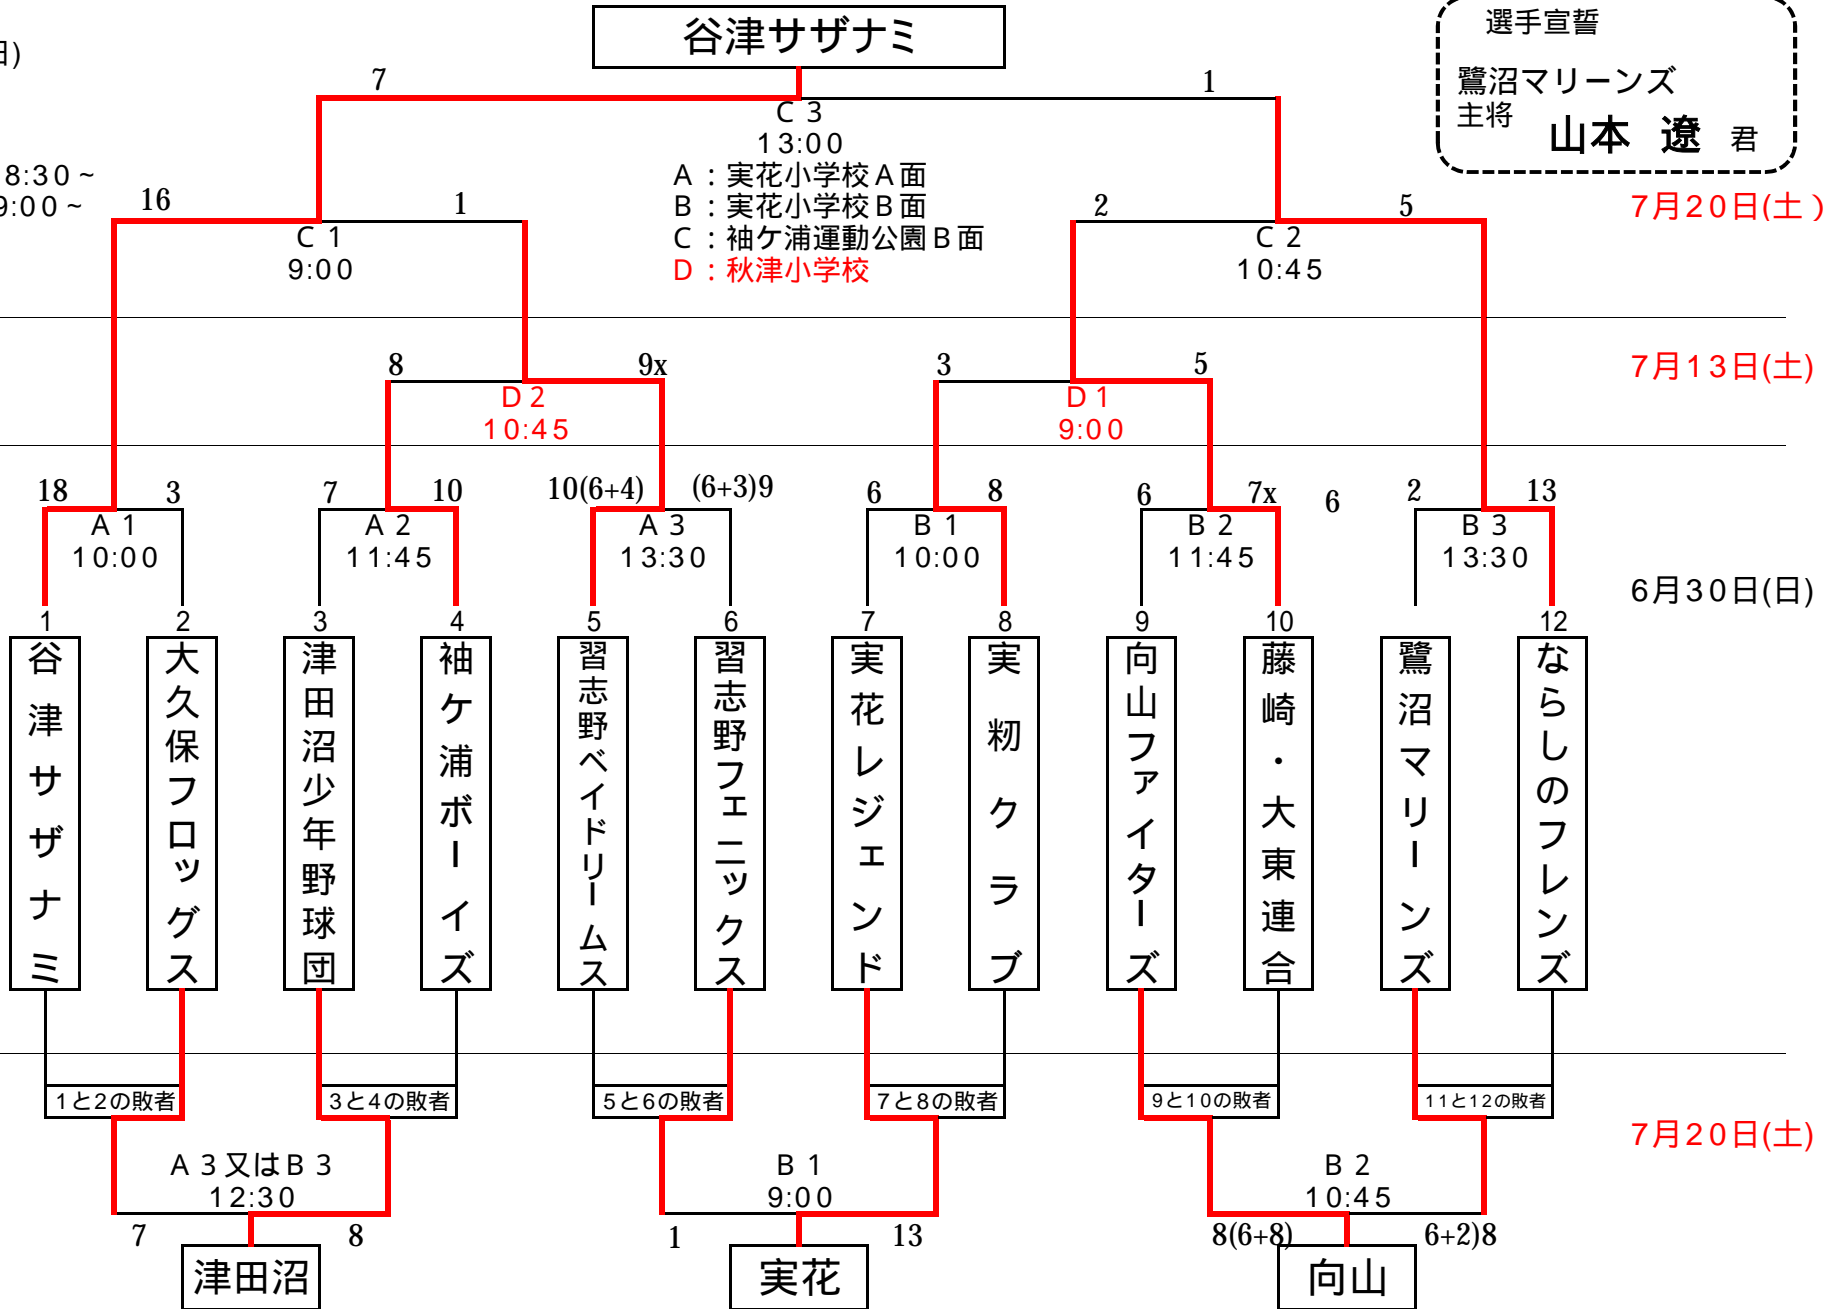 谷津サザナミ
選手宣誓
鷺沼マリーンズ
主将 山本 遼 君
日)
7
1
C3
13:00
8:30~
9:00~
A:実花小学校A面
B:実花小学校B面
C:袖ケ浦運動公園B面
D:秋津小学校
16
1
2
5
7月20日(土)
C1
9:00
C2
10:45
8
9x
3
5
7月13日(土)
D2
10:45
D1
9:00
18
3
7
10
10(6+4)
(6+3)9
6
8
6
7x
6
2
13
A1
10:00
A2
11:45
A3
13:30
B1
10:00
B2
11:45
B3
13:30
6月30日(日)
1
2
3
4
5
6
7
8
9
10
12
谷津サザナミ
大久保フロッグス
津田沼少年野球団
袖ケ浦ボーイズ
習志野ベイドリームス
習志野フェニックス
実花レジェンド
実籾クラブ
向山ファイターズ
藤崎・大東連合
鷺沼マリーンズ
ならしのフレンズ
1と2の敗者
3と4の敗者
5と6の敗者
7と8の敗者
9と10の敗者
11と12の敗者
7月20日(土)
A3又はB3
12:30
B1
9:00
B2
10:45
7
8
1
13
8(6+8)
6+2)8
津田沼
実花
向山